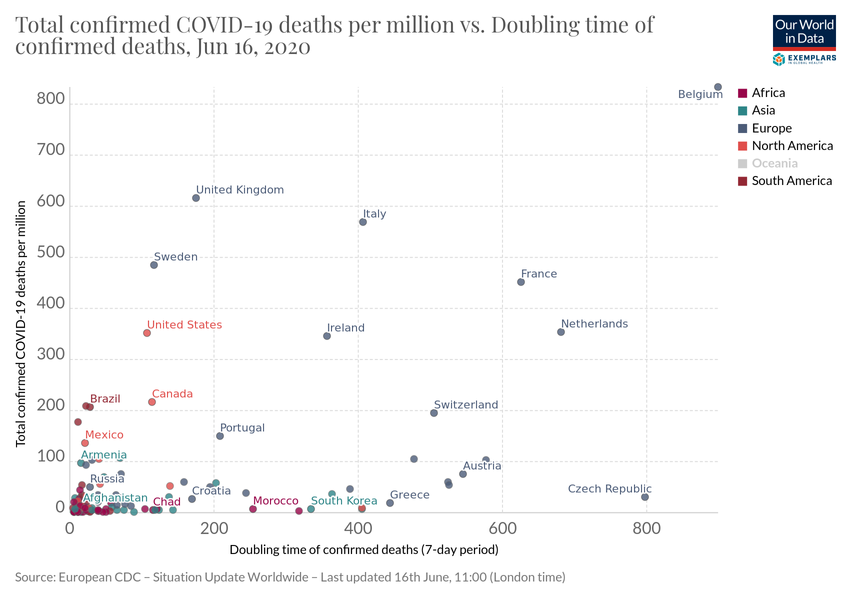 Total confirmed COVID-19 deaths per million vs. Doubling time of
confirmed deaths, Jun 16, 2020
Our World
in Data
EXEMPLARS
IN GLOBAL HEALTH
Africa
Asia
Europe
North America
Oceania
South America
Total confirmed COVID-19 deaths per million
800
700
600
500
400
300
200
100
0
Belgium
United Kingdom
Italy
Sweden
France
United States
Ireland
Netherlands
Canada
Brazil
Switzerland
Portugal
Mexico
Armenia
Austria
Russia
Croatia
Czech Republic
Afghanistan
Chad
Morocco
South Korea
Greece
0
200
400
600
800
Doubling time of confirmed deaths (7-day period)
Source: European CDC – Situation Update Worldwide – Last updated 16th June, 11:00 (London time)